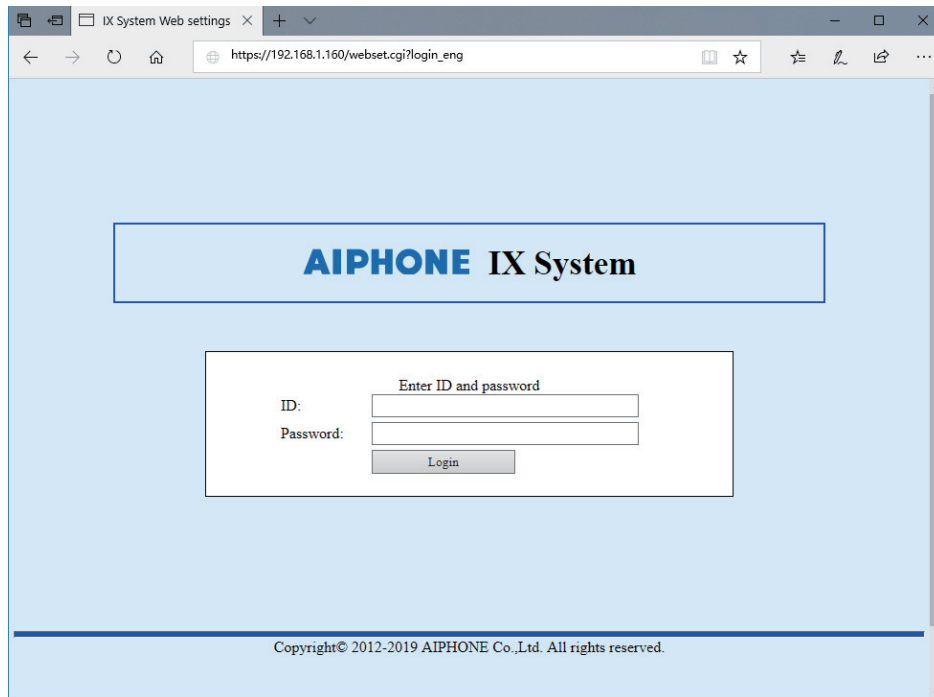 IX System Web settings
https://192.168.1.160/webset.cgi?login_eng
AIPHONE IX System
Enter ID and password
ID:
Password:
Login
Copyright© 2012-2019 AIPHONE Co.,Ltd. All rights reserved.